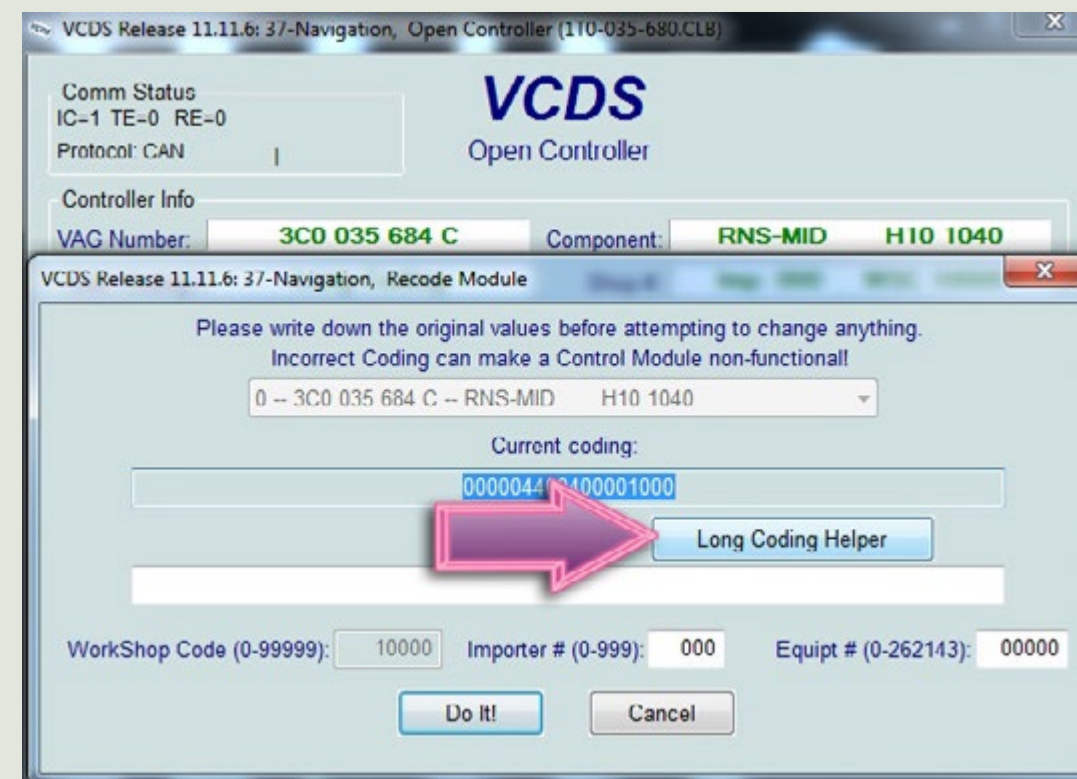 VCDS Release 11.11.6: 37-Navigation, Open Controller (1T0-035-680.CLB)
Comm Status
IC=1 TE=0 RE=0
Protocol: CAN |
VCDS
Open Controller
Controller Info
VAG Number: 3C0 035 684 C Component: RNS-MID H10 1040
VCDS Release 11.11.6: 37-Navigation, Recode Module
Please write down the original values before attempting to change anything.
Incorrect Coding can make a Control Module non-functional!
0 -- 3C0 035 684 C -- RNS-MID H10 1040
Current coding:
Long Coding Helper
WorkShop Code (0-99999): 10000 Importer # (0-999): 000 Equipt # (0-262143): 00000
Do It! Cancel